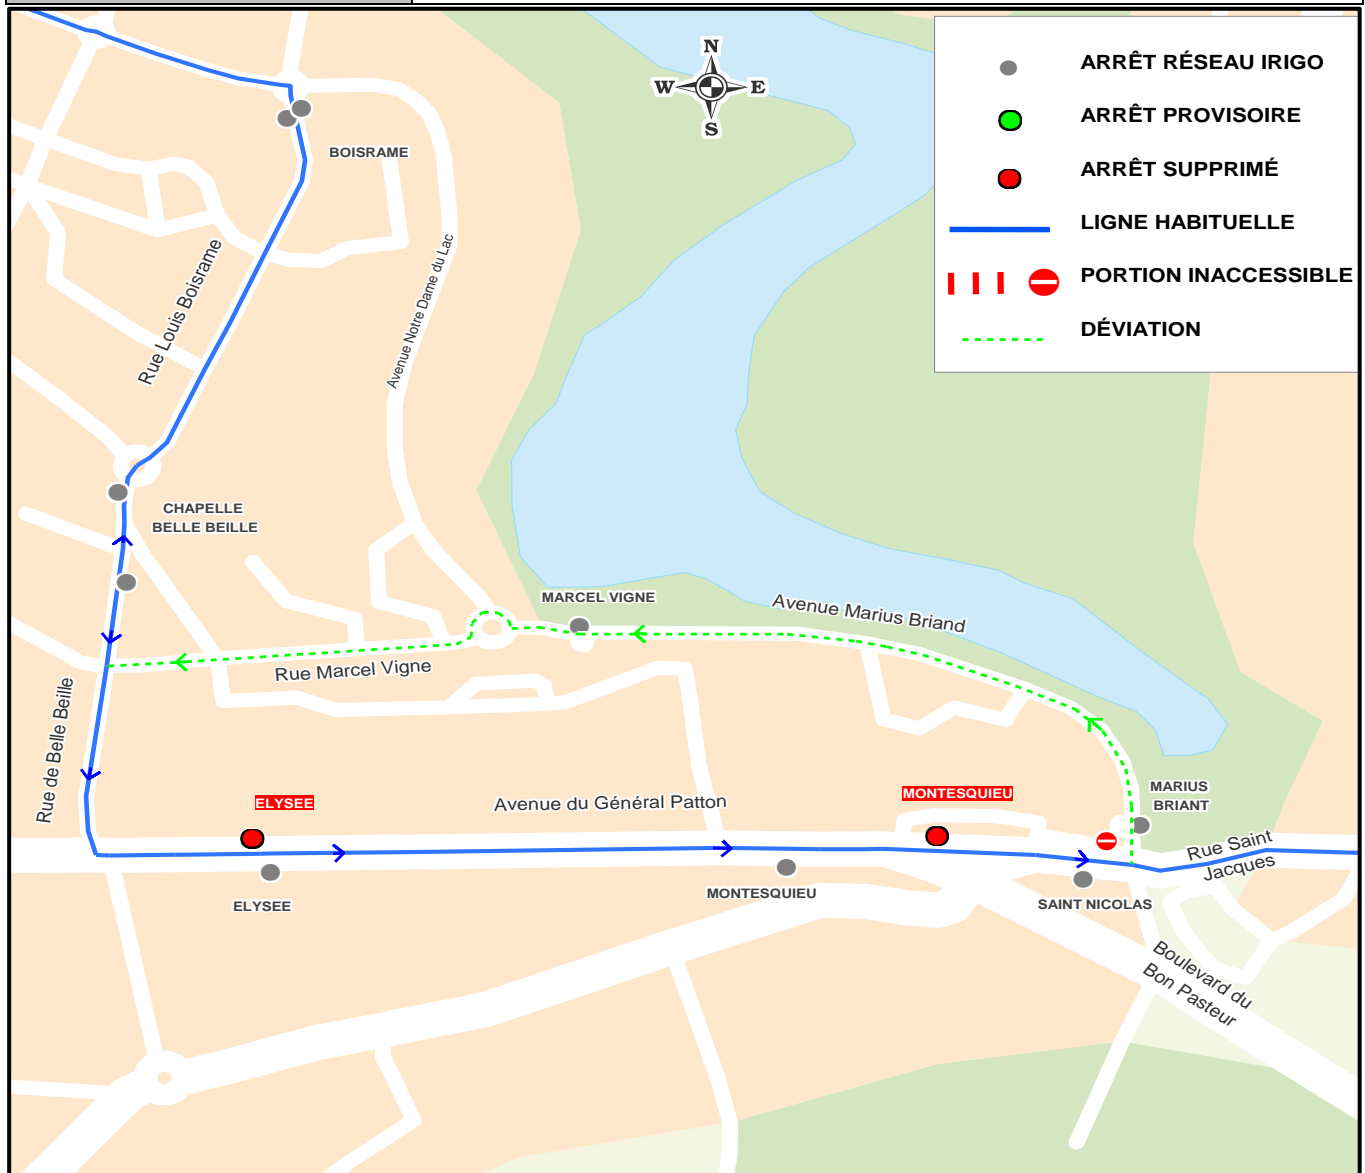 N
W E
S
ARRÊT RÉSEAU IRIGO
ARRÊT PROVISOIRE
ARRÊT SUPPRIMÉ
LIGNE HABITUELLE
PORTION INACCESSIBLE
DÉVIATION
BOISRAME
Rue Louis Boisrame
Avenue Notre Dame du Lac
CHAPELLE
BELLE BEILLE
MARCEL VIGNE
Avenue Marius Briand
Rue Marcel Vigne
Rue de Belle Beille
ELYSEE
Avenue du Général Patton
MONTESQUIEU
MARIUS
BRIANT
Rue Saint
Jacques
ELYSEE
MONTESQUIEU
SAINT NICOLAS
Boulevard du
Bon Pasteur